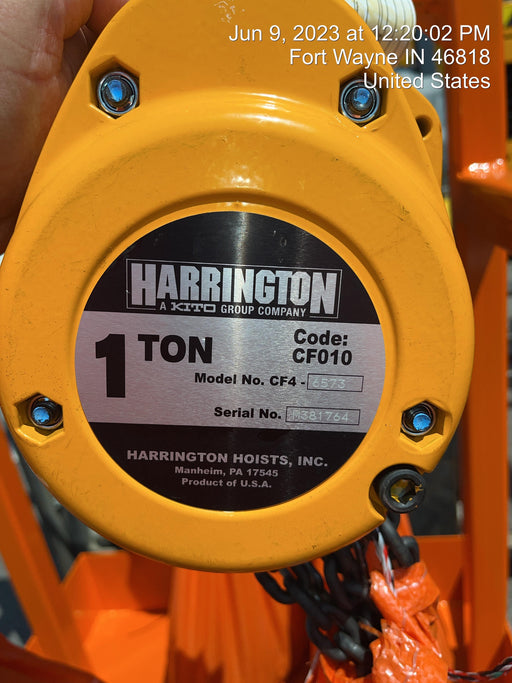 Jun 9, 2023 at 12:20:02 PM
Fort Wayne IN 46818
United States
HARRINGTON
A KITO GROUP COMPANY
1 TON
Code:
CF010
Model No. CF4 - 6573
Serial No. M381764
HARRINGTON HOISTS, INC.
Manheim, PA 17545
Product of U.S.A.